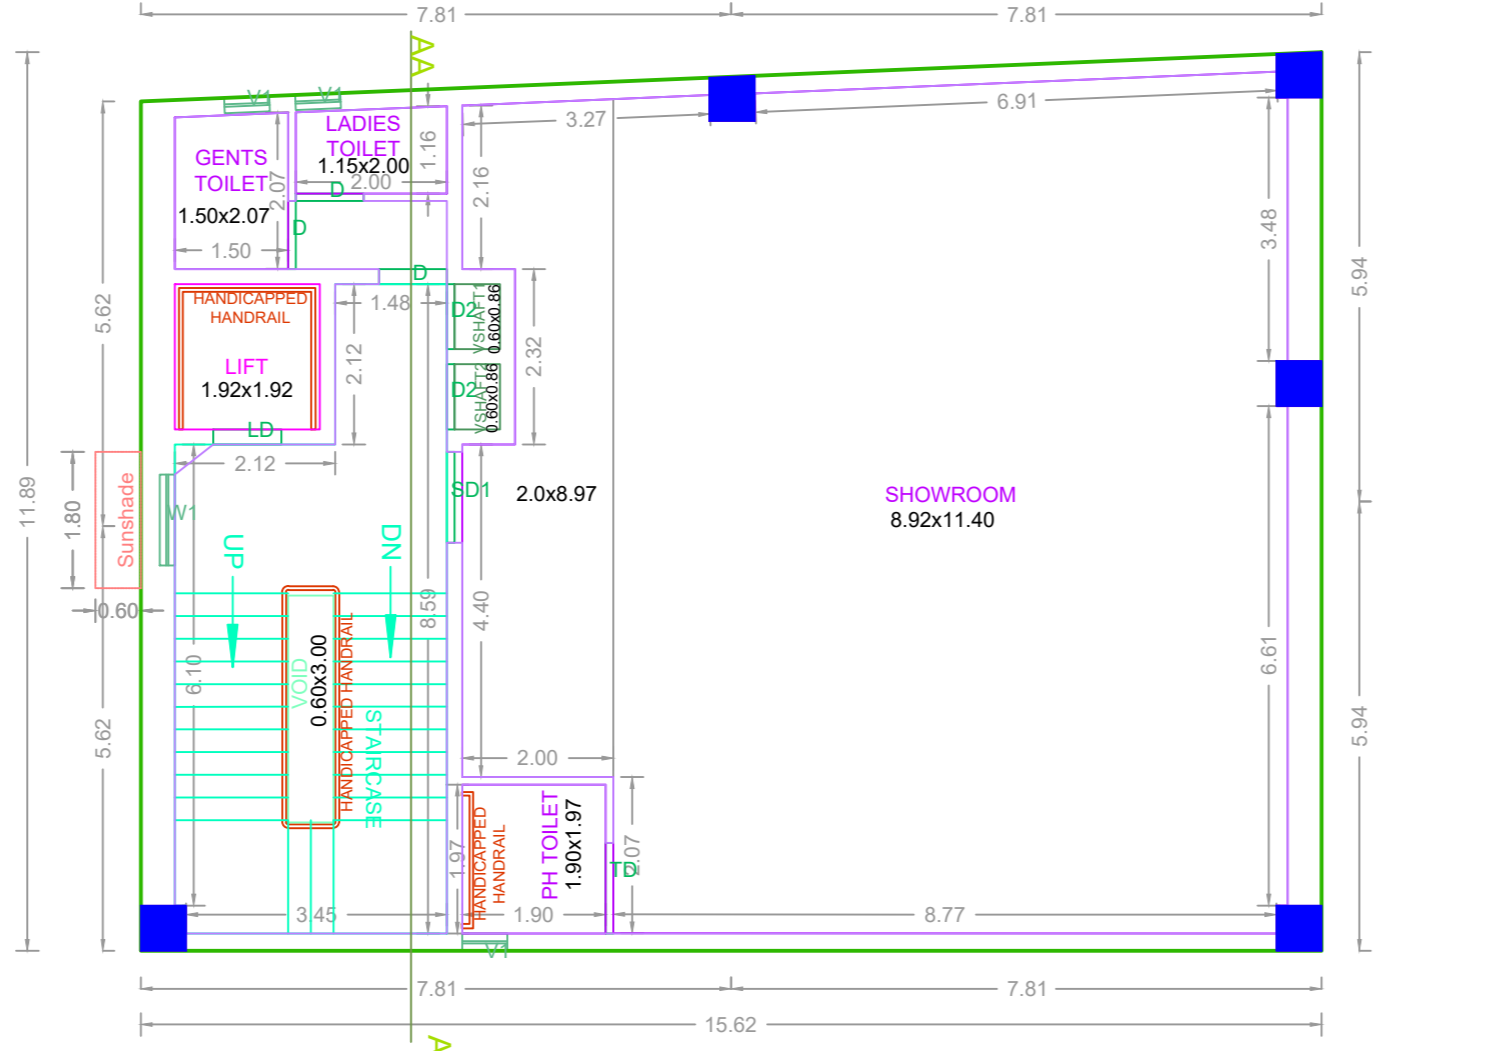 7.81
7.81
AA
V1
V1
6.91
3.27
LADIES
TOILET
1.15x2.00
2.00
1.16
GENTS
TOILET
1.50x2.07
2.07
1.50
D
D
D
2.16
3.48
5.94
5.62
HANDICAPPED
HANDRAIL
LIFT
1.92x1.92
LD
1.48
2.12
2.12
D2
VSHAFT1
0.60x0.86
D2
VSHAFT2
0.60x0.86
2.32
11.89
1.80
Sunshade
0.60
W1
SD1
2.0x8.97
SHOWROOM
8.92x11.40
UP
DN
8.59
4.40
6.10
VOID
0.60x3.00
HANDICAPPED HANDRAIL
STAIRCASE
6.61
5.62
5.94
2.00
1.97
HANDICAPPED
HANDRAIL
PH TOILET
1.90x1.97
TD
2.07
3.45
1.90
8.77
V1
7.81
7.81
15.62
A